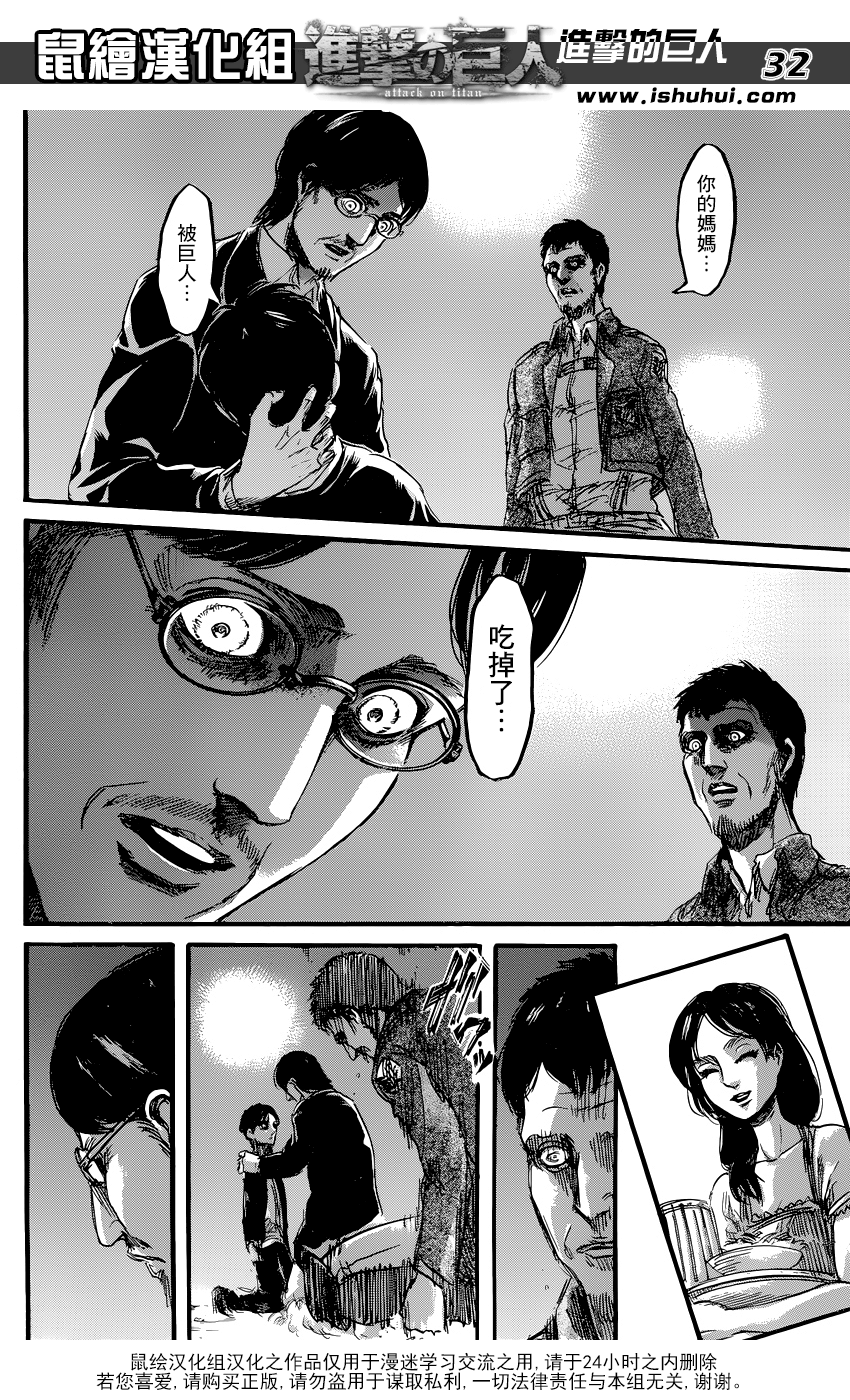 鼠繪漢化組
進撃の巨人
attack on titan
進擊的巨人
www.ishuhui.com
32
你的媽媽…
被巨人…
吃掉了…
鼠绘汉化组汉化之作品仅用于漫迷学习交流之用,请于24小时之内删除
若您喜爱,请购买正版,请勿盗用于谋取私利,一切法律责任与本组无关,谢谢。